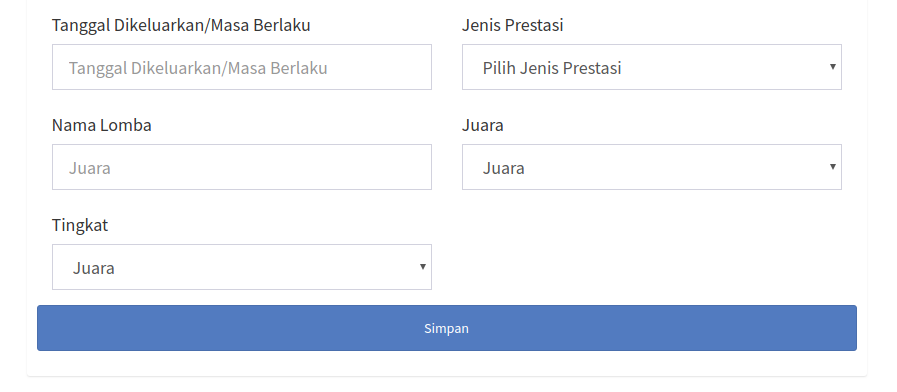 Tanggal Dikeluarkan/Masa Berlaku
Jenis Prestasi
Tanggal Dikeluarkan/Masa Berlaku
Pilih Jenis Prestasi
Nama Lomba
Juara
Juara
Juara
Tingkat
Juara
Simpan